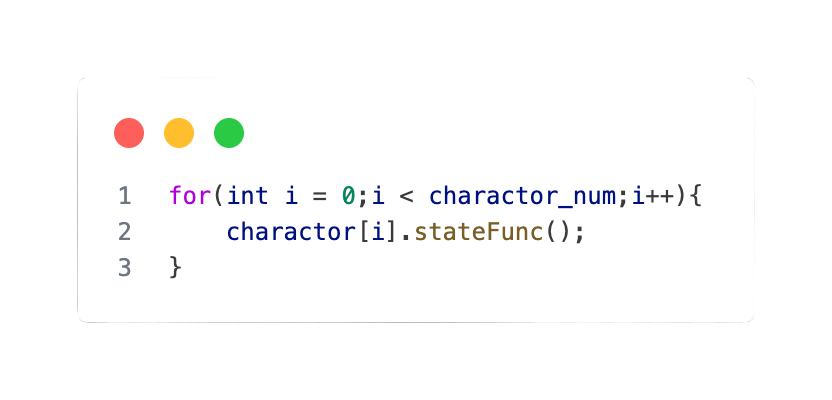 1 for(int i = 0;i < charactor_num;i++){
2     charactor[i].stateFunc();
3 }